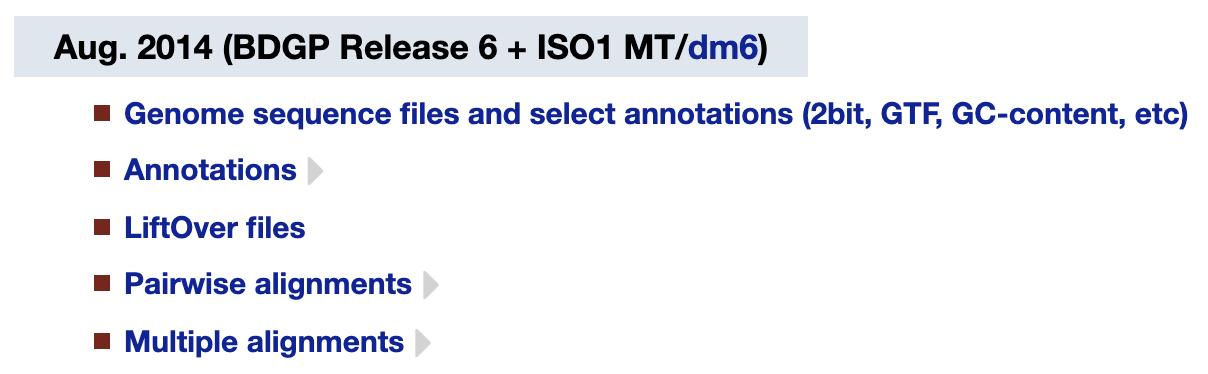 Aug. 2014 (BDGP Release 6 + ISO1 MT/dm6)
Genome sequence files and select annotations (2bit, GTF, GC-content, etc)
Annotations
LiftOver files
Pairwise alignments
Multiple alignments